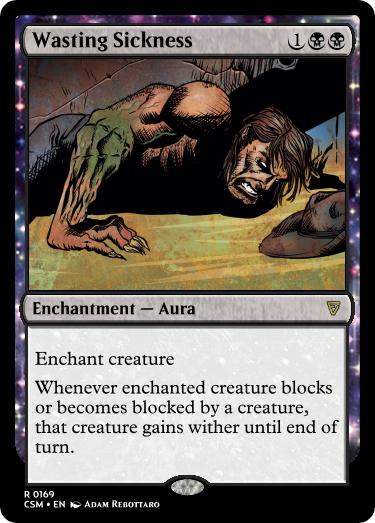 Wasting Sickness 1
Enchantment — Aura
Enchant creature
Whenever enchanted creature blocks
or becomes blocked by a creature,
that creature gains wither until end of
turn.
R 0169
CSM • EN Adam Rebottaro